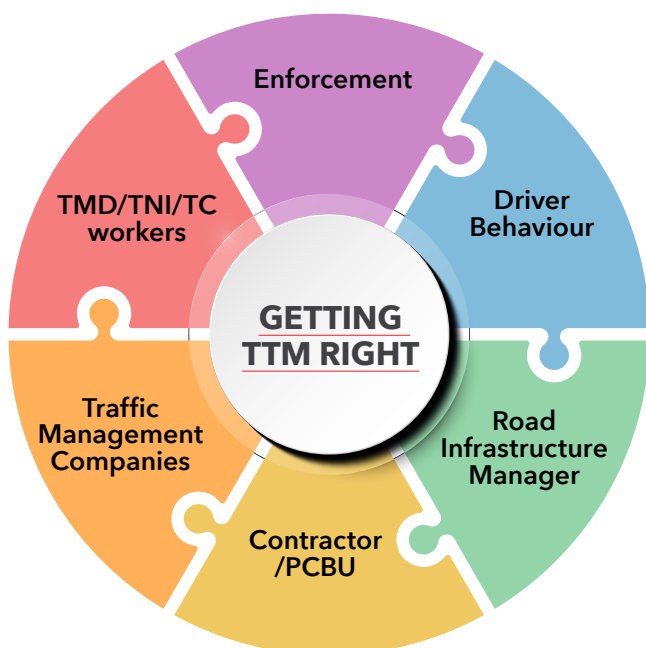 Enforcement
Driver
Behaviour
Road
Infrastructure
Manager
Contractor
/PCBU
Traffic
Management
Companies
TMD/TNI/TC
workers
GETTING
TTM RIGHT